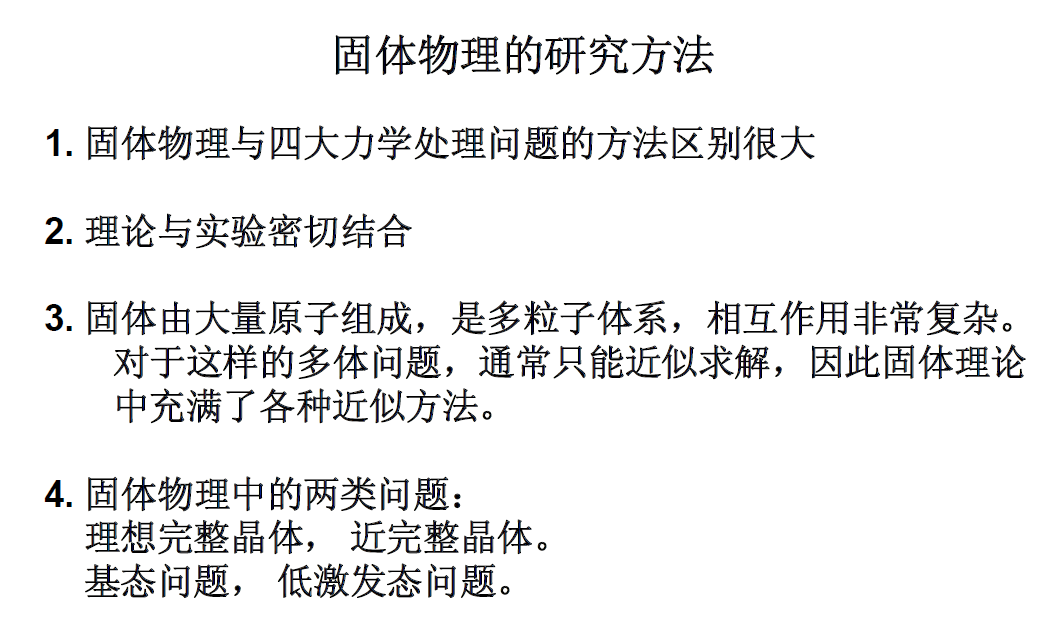 固体物理的研究方法
1. 固体物理与四大力学处理问题的方法区别很大
2. 理论与实验密切结合
3. 固体由大量原子组成，是多粒子体系，相互作用非常复杂。
对于这样的多体问题，通常只能近似求解，因此固体理论
中充满了各种近似方法。
4. 固体物理中的两类问题：
理想完整晶体， 近完整晶体。
基态问题， 低激发态问题。